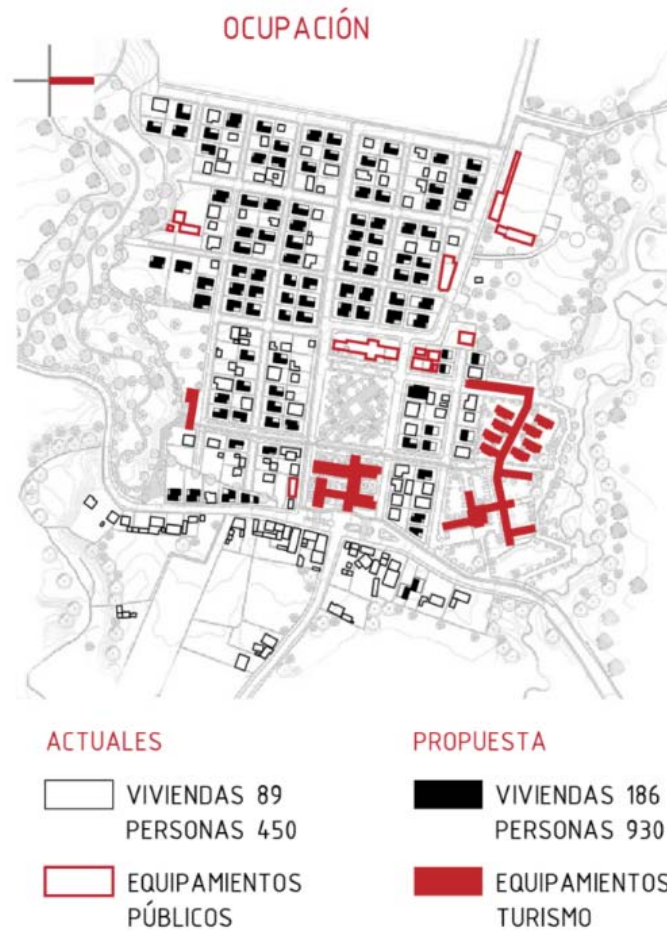 OCUPACIÓN
ACTUALES
VIVIENDAS 89
PERSONAS 450
EQUIPAMIENTOS
PÚBLICOS
PROPUESTA
VIVIENDAS 186
PERSONAS 930
EQUIPAMIENTOS
TURISMO